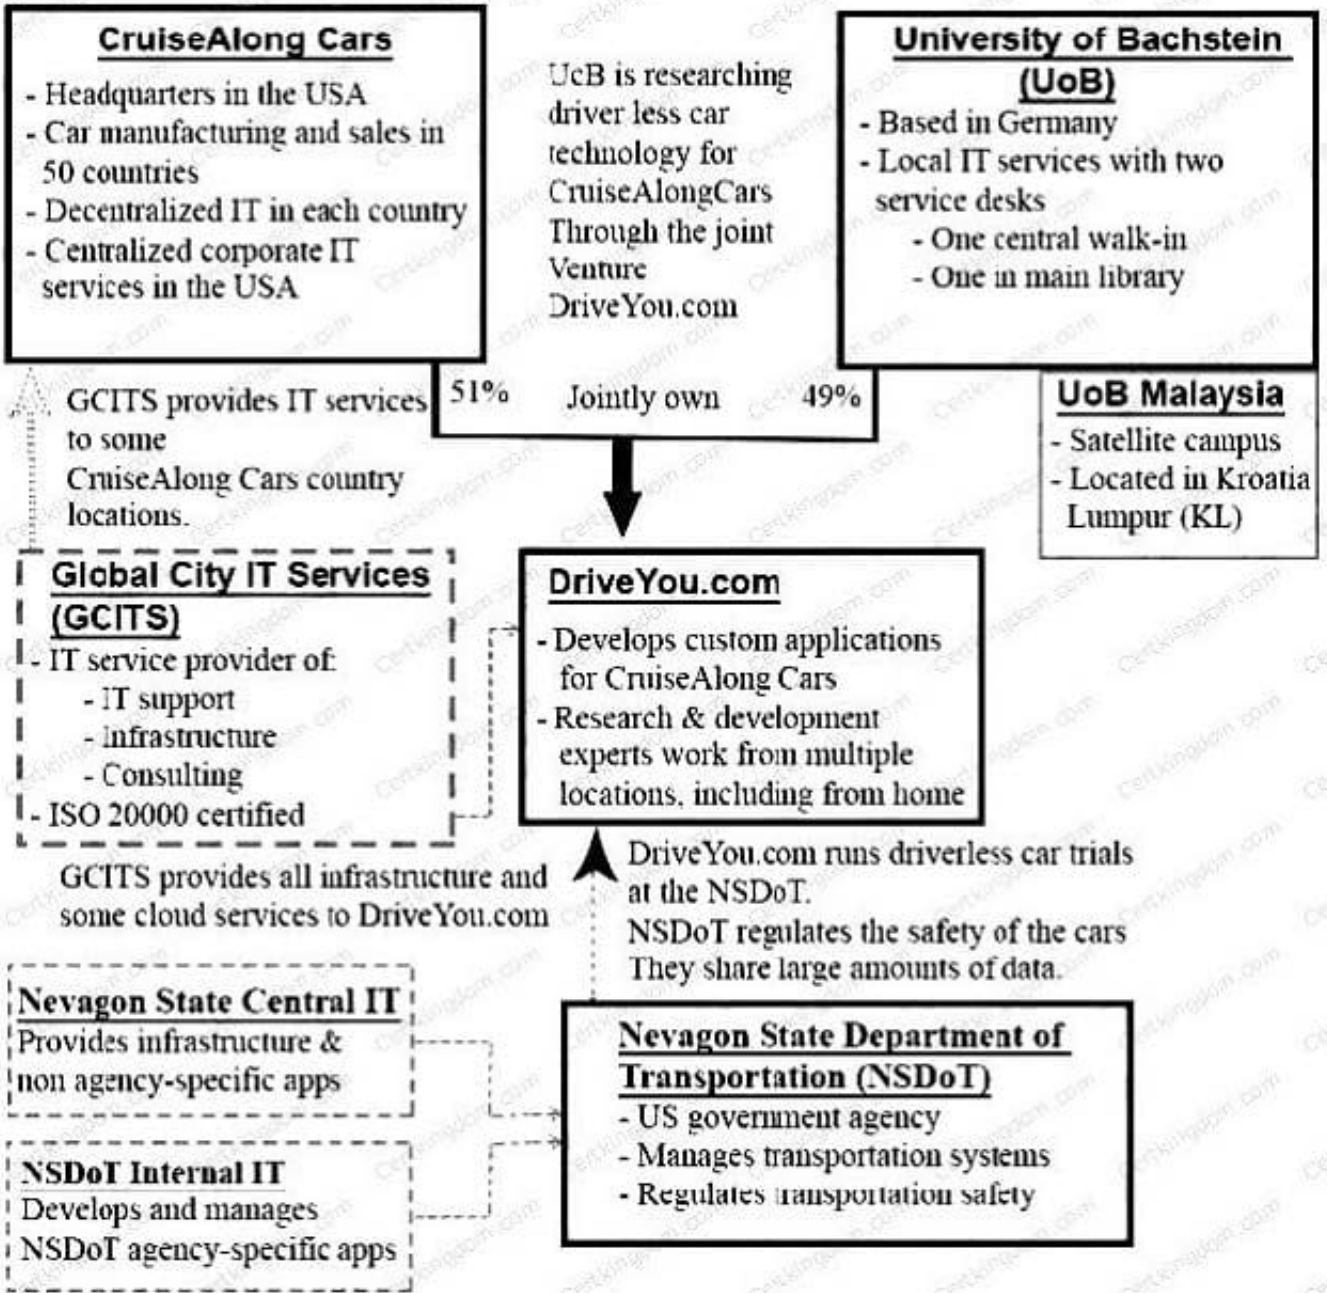 CruiseAlong Cars
- Headquarters in the USA
- Car manufacturing and sales in
50 countries
- Decentralized IT in each country
- Centralized corporate IT
services in the USA
UcB is researching
driver less car
technology for
CruiseAlongCars
Through the joint
Venture
DriveYou.com
University of Bachstein
(UoB)
- Based in Germany
- Local IT services with two
service desks
- One central walk-in
- One in main library
51% Jointly own 49%
UoB Malaysia
- Satellite campus
- Located in Kroatia
Lumpur (KL)
GCITS provides IT services
to some
CruiseAlong Cars country
locations.
Global City IT Services
(GCITS)
- IT service provider of:
- IT support
- Infrastructure
- Consulting
- ISO 20000 certified
DriveYou.com
- Develops custom applications
for CruiseAlong Cars
- Research & development
experts work from multiple
locations, including from home
GCITS provides all infrastructure and
some cloud services to DriveYou.com
DriveYou.com runs driverless car trials
at the NSDoT.
NSDoT regulates the safety of the cars
They share large amounts of data.
Nevagon State Central IT
Provides infrastructure &
non agency-specific apps
NSDoT Internal IT
Develops and manages
NSDoT agency-specific apps
Nevagon State Department of
Transportation (NSDoT)
- US government agency
- Manages transportation systems
- Regulates transportation safety
Certkingdom.com